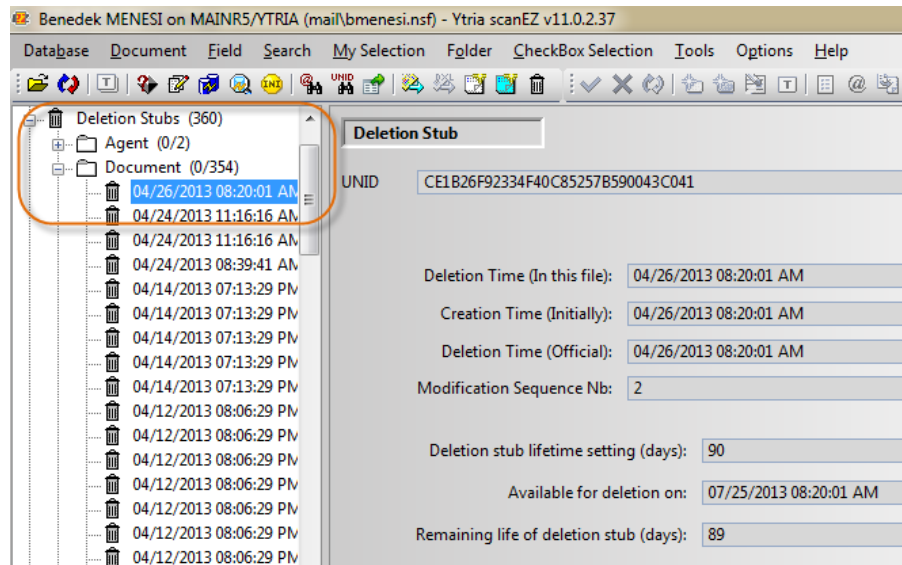 Benedek MENESI on MAINR5/YTRIA (mail\bmenesi.nsf) - Ytria scanEZ v11.0.2.37
Database Document Field Search My Selection Folder CheckBox Selection Tools Options Help
Deletion Stubs (360)
Agent (0/2)
Document (0/354)
04/26/2013 08:20:01 AM
04/24/2013 11:16:16 AM
04/24/2013 11:16:16 AM
04/24/2013 08:39:41 AM
04/14/2013 07:13:29 PM
04/14/2013 07:13:29 PM
04/14/2013 07:13:29 PM
04/14/2013 07:13:29 PM
04/14/2013 07:13:29 PM
04/12/2013 08:06:29 PM
04/12/2013 08:06:29 PM
04/12/2013 08:06:29 PM
04/12/2013 08:06:29 PM
04/12/2013 08:06:29 PM
04/12/2013 08:06:29 PM
04/12/2013 08:06:29 PM
Deletion Stub
UNID CE1B26F92334F40C85257B590043C041
Deletion Time (In this file): 04/26/2013 08:20:01 AM
Creation Time (Initially): 04/26/2013 08:20:01 AM
Deletion Time (Official): 04/26/2013 08:20:01 AM
Modification Sequence Nb: 2
Deletion stub lifetime setting (days): 90
Available for deletion on: 07/25/2013 08:20:01 AM
Remaining life of deletion stub (days): 89